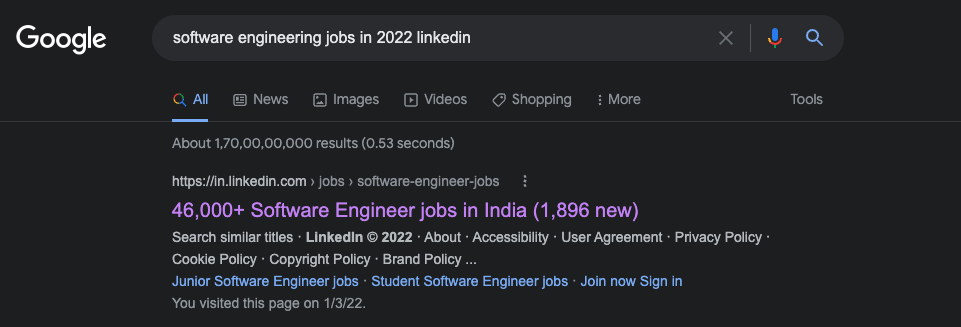 Google
software engineering jobs in 2022 linkedin
All News Images Videos Shopping More Tools
About 1,70,00,00,000 results (0.53 seconds)
https://in.linkedin.com › jobs › software-engineer-jobs
46,000+ Software Engineer jobs in India (1,896 new)
Search similar titles · LinkedIn © 2022 · About · Accessibility · User Agreement · Privacy Policy ·
Cookie Policy · Copyright Policy · Brand Policy ...
Junior Software Engineer jobs · Student Software Engineer jobs · Join now Sign in
You visited this page on 1/3/22.